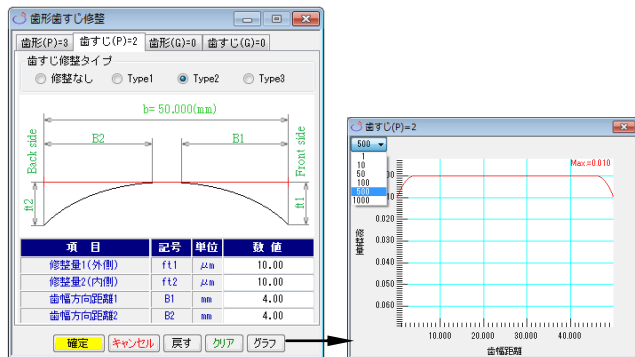 歯形歯すじ修整
歯形(P)=3 歯すじ(P)=2 歯形(G)=0 歯すじ(G)=0
歯すじ修整タイプ
修整なし Type1 Type2 Type3
b= 50.000(mm)
B2 B1
Back side
Front side
ft2
ft1
項 目 記号 単位 数 値
修整量1(外側) ft1 μm 10.00
修整量2(内側) ft2 μm 10.00
歯幅方向距離1 B1 mm 4.00
歯幅方向距離2 B2 mm 4.00
確定 キャンセル 戻す クリア グラフ
歯すじ(P)=2
500
1
10
50
100
500
1000
Max.=0.010
00
10
0.020
0.030
0.040
0.050
0.060
修整量
10.000 20.000 30.000 40.000
歯幅距離